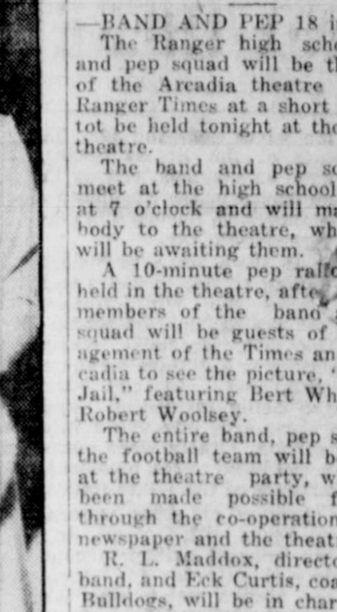 —BAND AND PEP 18 i
The Ranger high sch
and pep squad will be t
of the Arcadia theatre
Ranger Times at a short
tot be held tonight at the
theatre.
The band and pep s
meet at the high school
at 7 o'clock and will m
body to the theatre, wh
will be awaiting them.
A 10-minute pep
held in the theatre, afte
members of the band
squad will be guests of
agement of the Times an
cadia to see the picture,
Jail," featuring Bert Wh
Robert Woolsey.
The entire band, pep s
the football team will b
at the theatre party, w
been made possible f
through the co-operation
newspaper and the theat
R. L. Maddox, directo
band, and Eck Curtis, coa
Bulldogs, will be in char